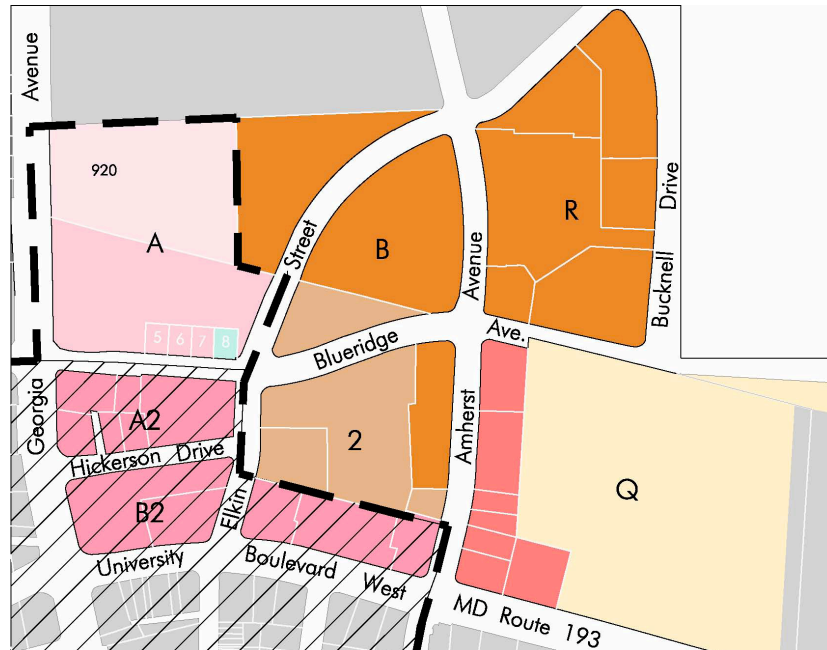 Avenue
920
A
Street
B
R
Drive
Avenue
Bucknell
5 6 7 8
Blueridge
Ave.
Georgia
A2
Amherst
2
Hickerson Drive
Q
B2
Elkin
University
Boulevard
West
MD Route 193